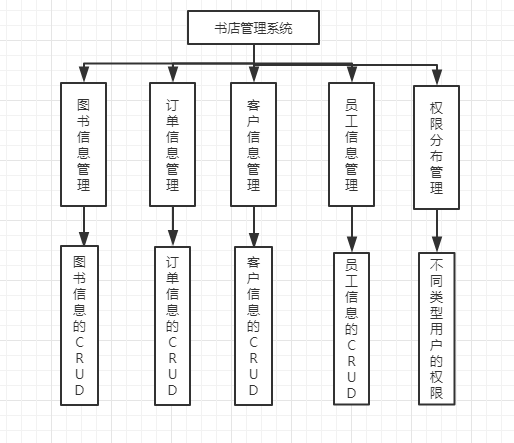 书店管理系统
图书信息管理
订单信息管理
客户信息管理
员工信息管理
权限分布管理
图书信息的CRUD
订单信息的CRUD
客户信息的CRUD
员工信息的CRUD
不同类型用户的权限